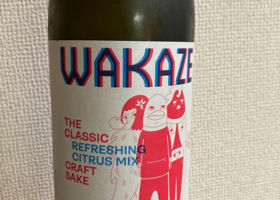 WAKAZE
THE
CLASSIC
REFRESHING
CITRUS MIX
CRAFT
SAKE